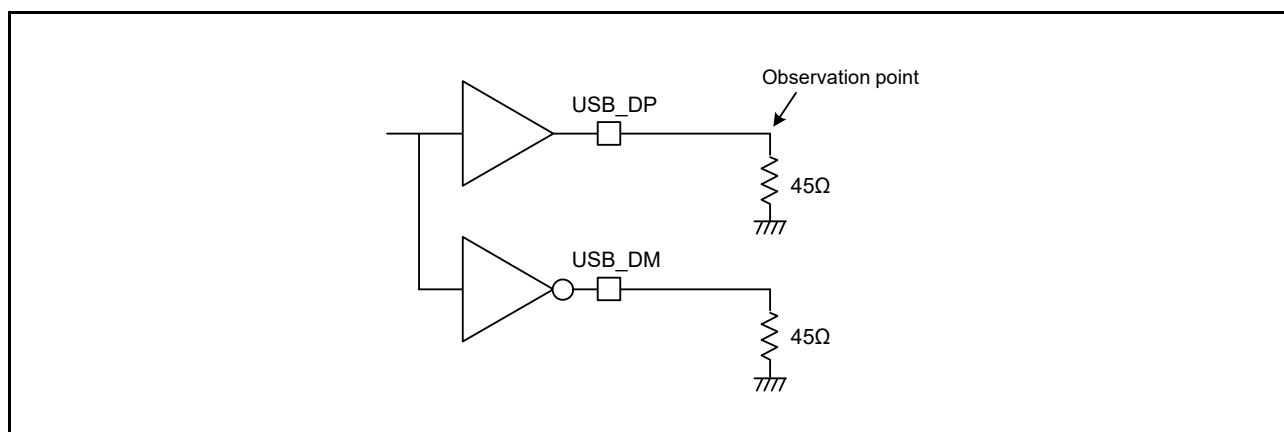 Observation point
USB_DP
45Ω
USB_DM
45Ω